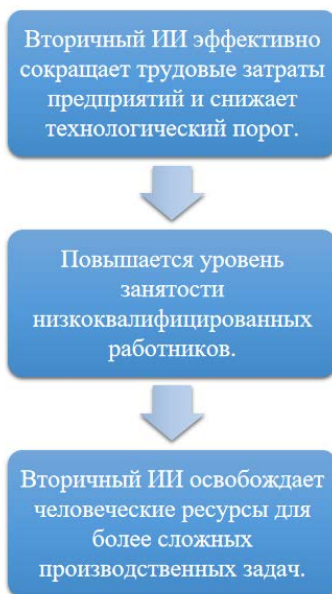 Вторичный ИИ эффективно
сокращает трудовые затраты
предприятий и снижает
технологический порог.
Повышается уровень
занятости
низкоквалифицированных
работников.
Вторичный ИИ освобождает
человеческие ресурсы для
более сложных
производственных задач.